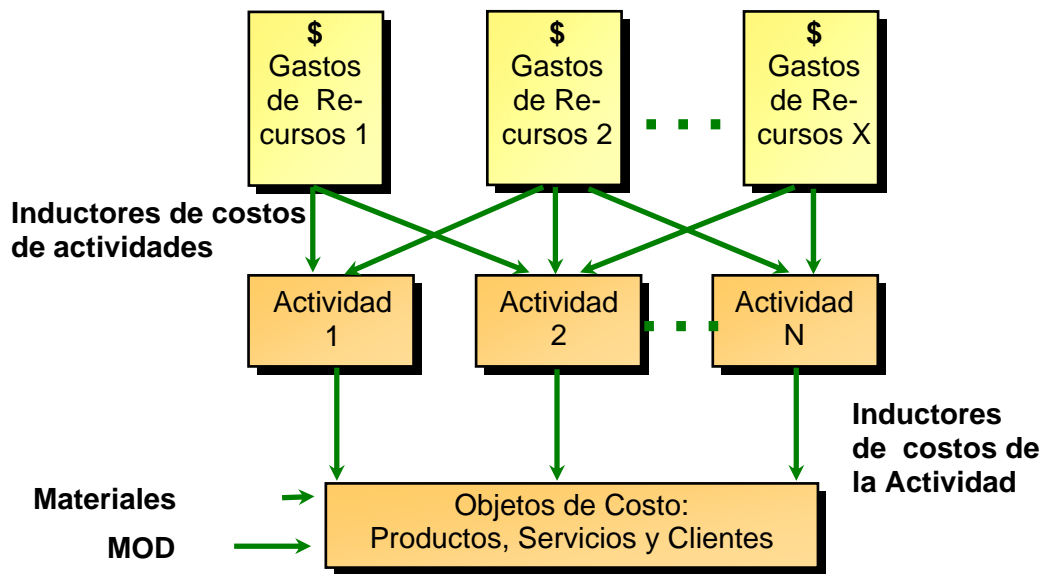 $
Gastos
de Re-
cursos 1
$
Gastos
de Re-
cursos 2
$
Gastos
de Re-
cursos X
Inductores de costos
de actividades
Actividad
1
Actividad
2
Actividad
N
Inductores
de costos de
la Actividad
Materiales
MOD
Objetos de Costo:
Productos, Servicios y Clientes